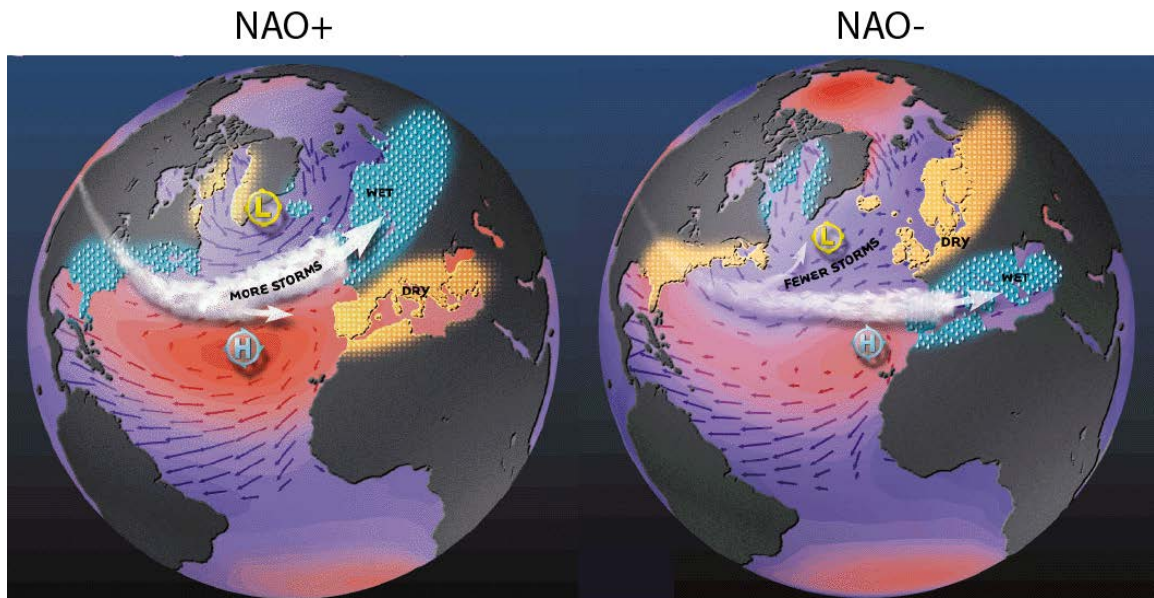 NAO+
NAO-
L
WET
MORE STORMS
DRY
H
L
DRY
FEWER STORMS
WET
H